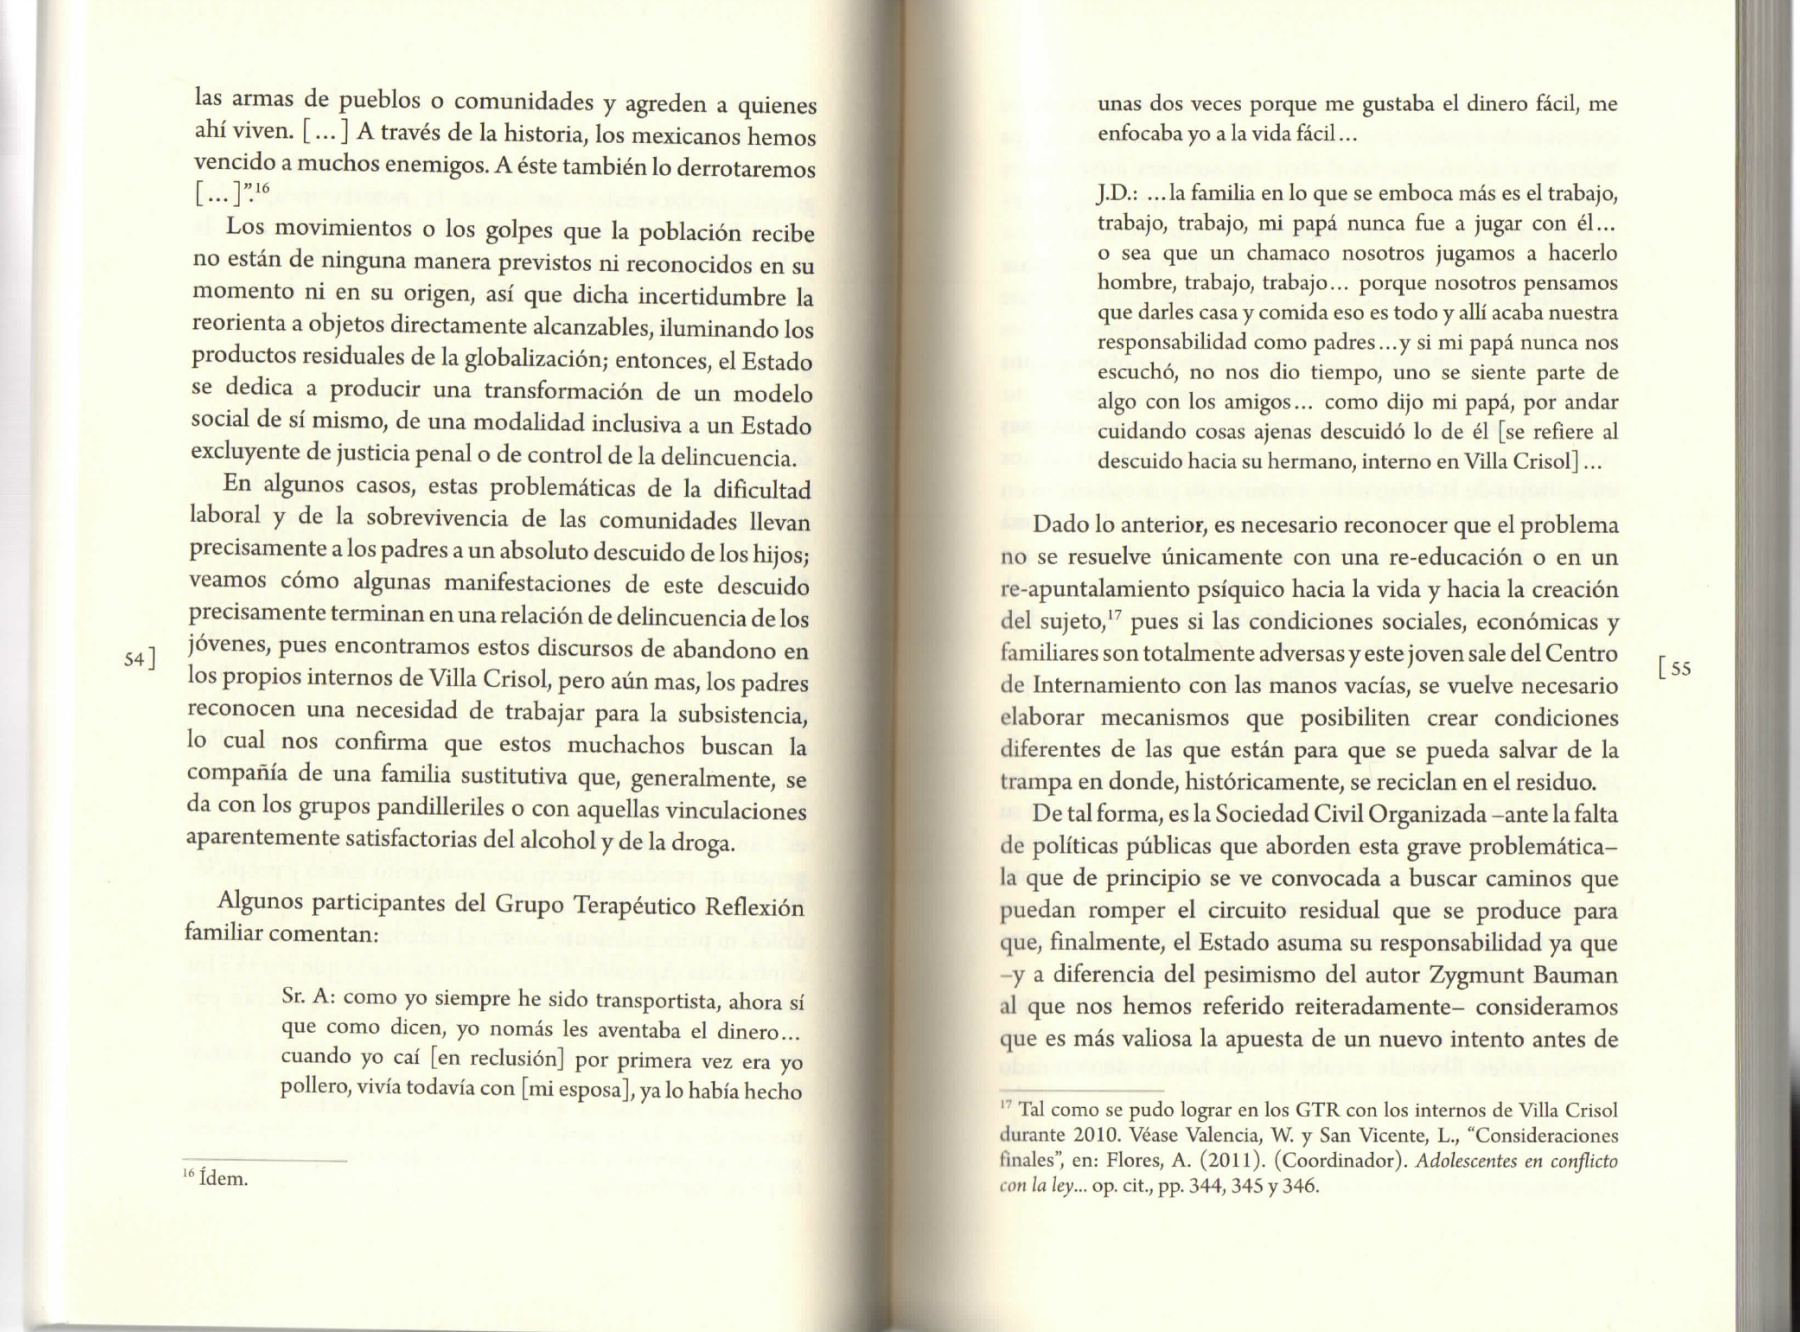 las armas de pueblos o comunidades y agreden a quienes
ahí viven. [...] A través de la historia, los mexicanos hemos
vencido a muchos enemigos. A éste también lo derrotaremos
[...]”.16
Los movimientos o los golpes que la población recibe
no están de ninguna manera previstos ni reconocidos en su
momento ni en su origen, así que dicha incertidumbre la
reorienta a objetos directamente alcanzables, iluminando los
productos residuales de la globalización; entonces, el Estado
se dedica a producir una transformación de un modelo
social de sí mismo, de una modalidad inclusiva a un Estado
excluyente de justicia penal o de control de la delincuencia.
En algunos casos, estas problemáticas de la dificultad
laboral y de la sobrevivencia de las comunidades llevan
precisamente a los padres a un absoluto descuido de los hijos;
veamos cómo algunas manifestaciones de este descuido
precisamente terminan en una relación de delincuencia de los
jóvenes, pues encontramos estos discursos de abandono en
los propios internos de Villa Crisol, pero aún mas, los padres
reconocen una necesidad de trabajar para la subsistencia,
lo cual nos confirma que estos muchachos buscan la
compañía de una familia sustitutiva que, generalmente, se
da con los grupos pandilleriles o con aquellas vinculaciones
aparentemente satisfactorias del alcohol y de la droga.
Algunos participantes del Grupo Terapéutico Reflexión
familiar comentan:
Sr. A: como yo siempre he sido transportista, ahora sí
que como dicen, yo nomás les aventaba el dinero...
cuando yo caí [en reclusión] por primera vez era yo
pollero, vivía todavía con [mi esposa], ya lo había hecho
16 Ídem.
54]
unas dos veces porque me gustaba el dinero fácil, me
enfocaba yo a la vida fácil...
J.D.: ...la familia en lo que se emboca más es el trabajo,
trabajo, trabajo, mi papá nunca fue a jugar con él...
o sea que un chamaco nosotros jugamos a hacerlo
hombre, trabajo, trabajo... porque nosotros pensamos
que darles casa y comida eso es todo y allí acaba nuestra
responsabilidad como padres...y si mi papá nunca nos
escuchó, no nos dio tiempo, uno se siente parte de
algo con los amigos... como dijo mi papá, por andar
cuidando cosas ajenas descuidó lo de él [se refiere al
descuido hacia su hermano, interno en Villa Crisol] ...
Dado lo anterior, es necesario reconocer que el problema
no se resuelve únicamente con una re-educación o en un
re-apuntalamiento psíquico hacia la vida y hacia la creación
del sujeto,17 pues si las condiciones sociales, económicas y
familiares son totalmente adversas y este joven sale del Centro
de Internamiento con las manos vacías, se vuelve necesario
elaborar mecanismos que posibiliten crear condiciones
diferentes de las que están para que se pueda salvar de la
trampa en donde, históricamente, se reciclan en el residuo.
De tal forma, es la Sociedad Civil Organizada –ante la falta
de políticas públicas que aborden esta grave problemática–
la que de principio se ve convocada a buscar caminos que
puedan romper el circuito residual que se produce para
que, finalmente, el Estado asuma su responsabilidad ya que
–y a diferencia del pesimismo del autor Zygmunt Bauman
al que nos hemos referido reiteradamente– consideramos
que es más valiosa la apuesta de un nuevo intento antes de
17 Tal como se pudo lograr en los GTR con los internos de Villa Crisol
durante 2010. Véase Valencia, W. y San Vicente, L., “Consideraciones
finales”, en: Flores, A. (2011). (Coordinador). Adolescentes en conflicto
con la ley... op. cit., pp. 344, 345 y 346.
[55